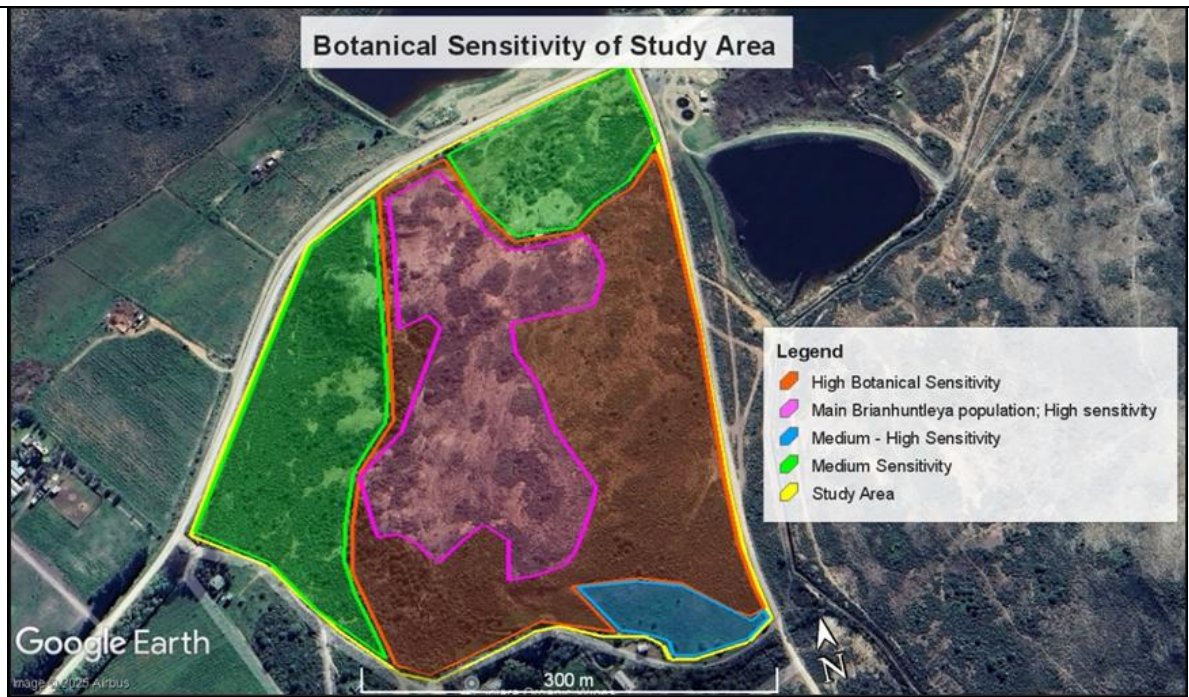 Botanical Sensitivity of Study Area
Legend
High Botanical Sensitivity
Main Brianhuntleya population; High sensitivity
Medium - High Sensitivity
Medium Sensitivity
Study Area
Google Earth
Image © 2025 Airbus
300 m
N